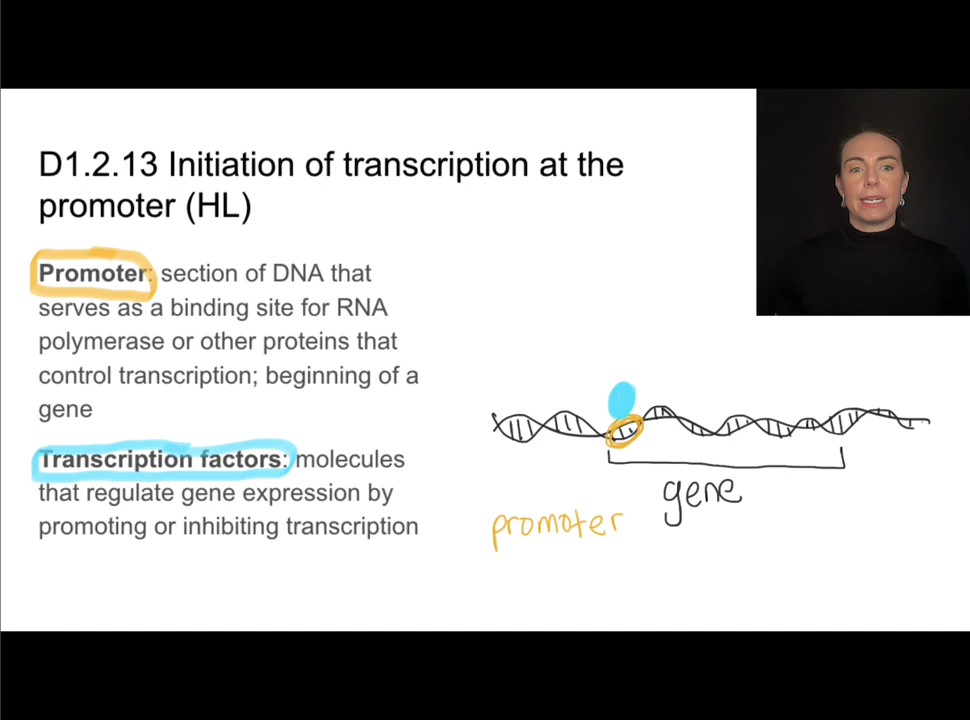 D1.2.13 Initiation of transcription at the
promoter (HL)
Promoter: section of DNA that
serves as a binding site for RNA
polymerase or other proteins that
control transcription; beginning of a
gene
Transcription factors: molecules
that regulate gene expression by
promoting or inhibiting transcription
gene
promoter